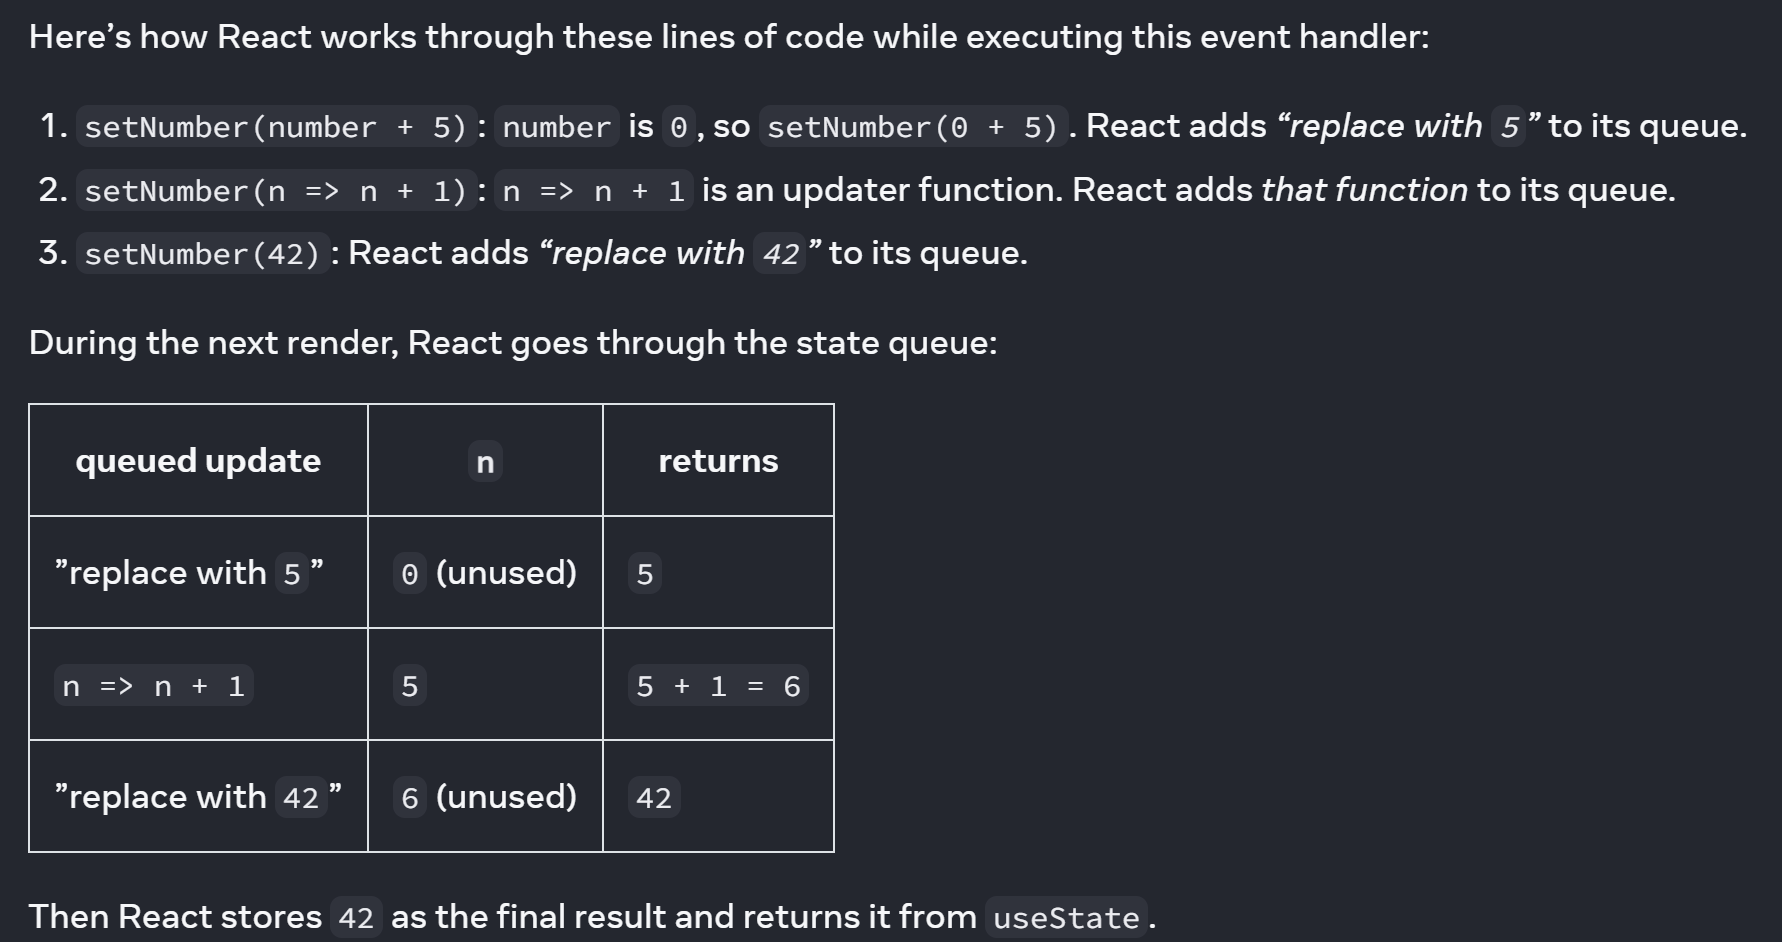 Here’s how React works through these lines of code while executing this event handler:
1. setNumber(number + 5): number is 0, so setNumber(0 + 5). React adds “replace with 5” to its queue.
2. setNumber(n => n + 1): n => n + 1 is an updater function. React adds that function to its queue.
3. setNumber(42): React adds “replace with 42” to its queue.
During the next render, React goes through the state queue:
queued update n returns
”replace with 5” 0 (unused) 5
n => n + 1 5 5 + 1 = 6
”replace with 42” 6 (unused) 42
Then React stores 42 as the final result and returns it from useState.